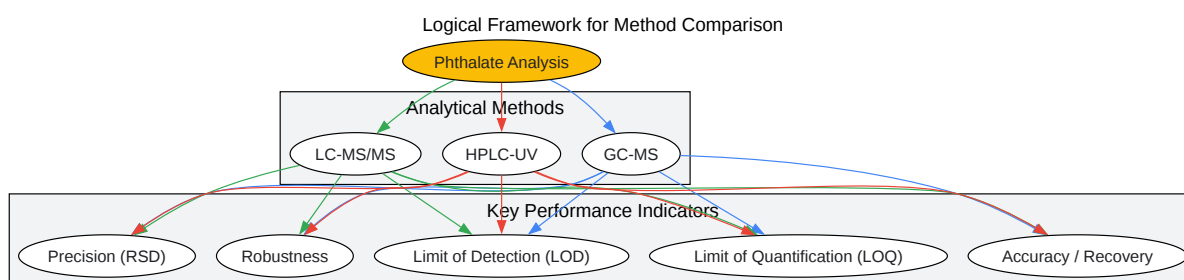 Logical Framework for Method Comparison
Phthalate Analysis
Analytical Methods
LC-MS/MS
HPLC-UV
GC-MS
Key Performance Indicators
Precision (RSD)
Robustness
Limit of Detection (LOD)
Limit of Quantification (LOQ)
Accuracy / Recovery